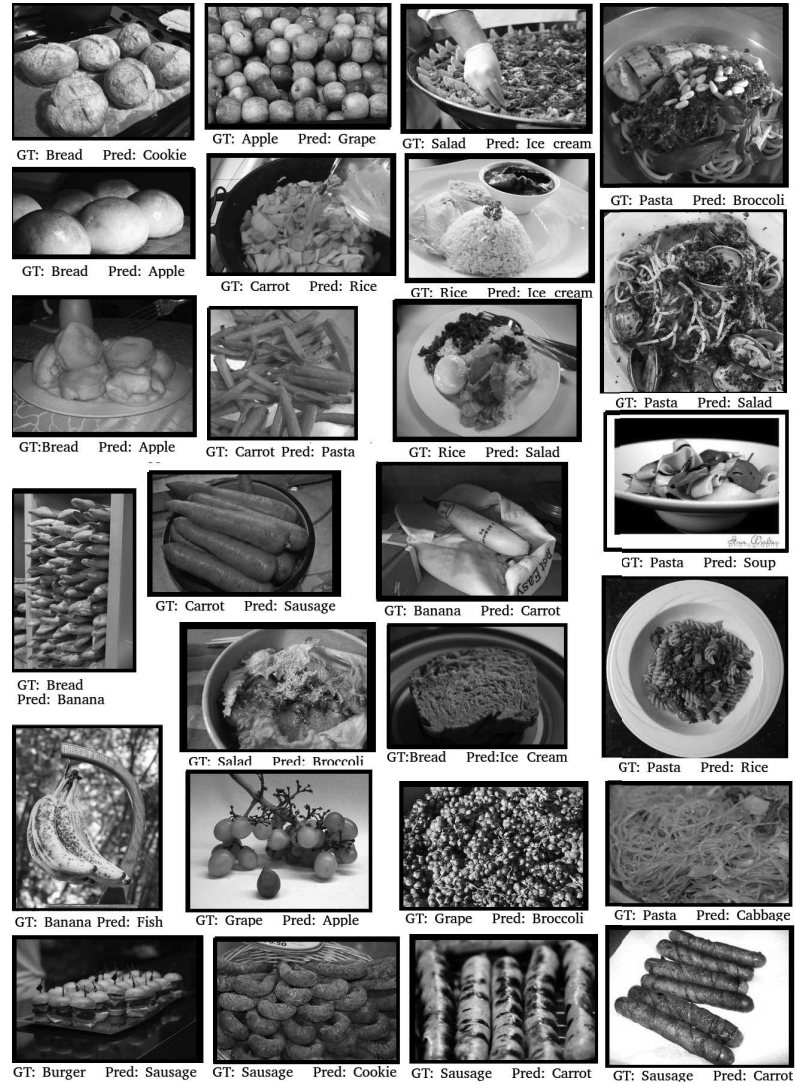 GT: Bread Pred: Cookie
GT: Apple Pred: Grape
GT: Salad Pred: Ice cream
GT: Pasta Pred: Broccoli
GT: Bread Pred: Apple
GT: Carrot Pred: Rice
GT: Rice Pred: Ice cream
GT: Pasta Pred: Salad
GT:Bread Pred: Apple
GT: Carrot Pred: Pasta
GT: Rice Pred: Salad
GT: Pasta Pred: Soup
GT: Carrot Pred: Sausage
Best Easy
GT: Banana Pred: Carrot
GT: Bread
Pred: Banana
GT: Salad Pred: Broccoli
GT:Bread Pred:Ice Cream
GT: Pasta Pred: Rice
GT: Banana Pred: Fish
GT: Grape Pred: Apple
GT: Grape Pred: Broccoli
GT: Pasta Pred: Cabbage
GT: Burger Pred: Sausage
GT: Sausage Pred: Cookie
GT: Sausage Pred: Carrot
GT: Sausage Pred: Carrot